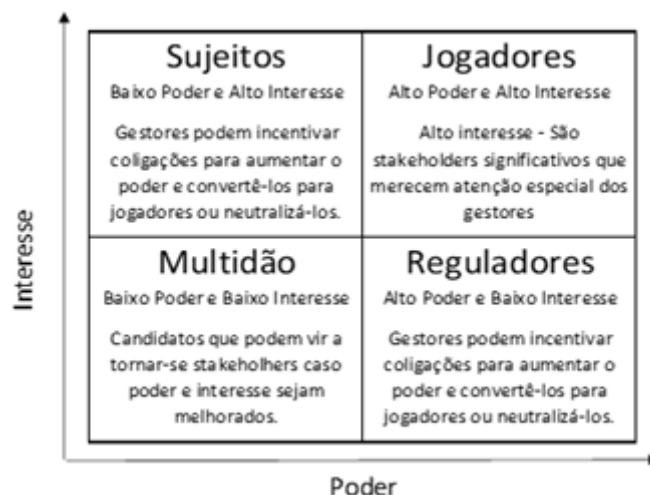 Sujeitos
Baixo Poder e Alto Interesse
Gestores podem incentivar
coligações para aumentar o
poder e convertê-los para
jogadores ou neutralizá-los.
Jogadores
Alto Poder e Alto Interesse
Alto interesse - São
stakeholders significativos que
merecem atenção especial dos
gestores
Multidão
Baixo Poder e Baixo Interesse
Candidatos que podem vir a
tornar-se stakeholhers caso
poder e interesse sejam
melhorados.
Reguladores
Alto Poder e Baixo Interesse
Gestores podem incentivar
coligações para aumentar o
poder e convertê-los para
jogadores ou neutralizá-los.
Interesse
Poder